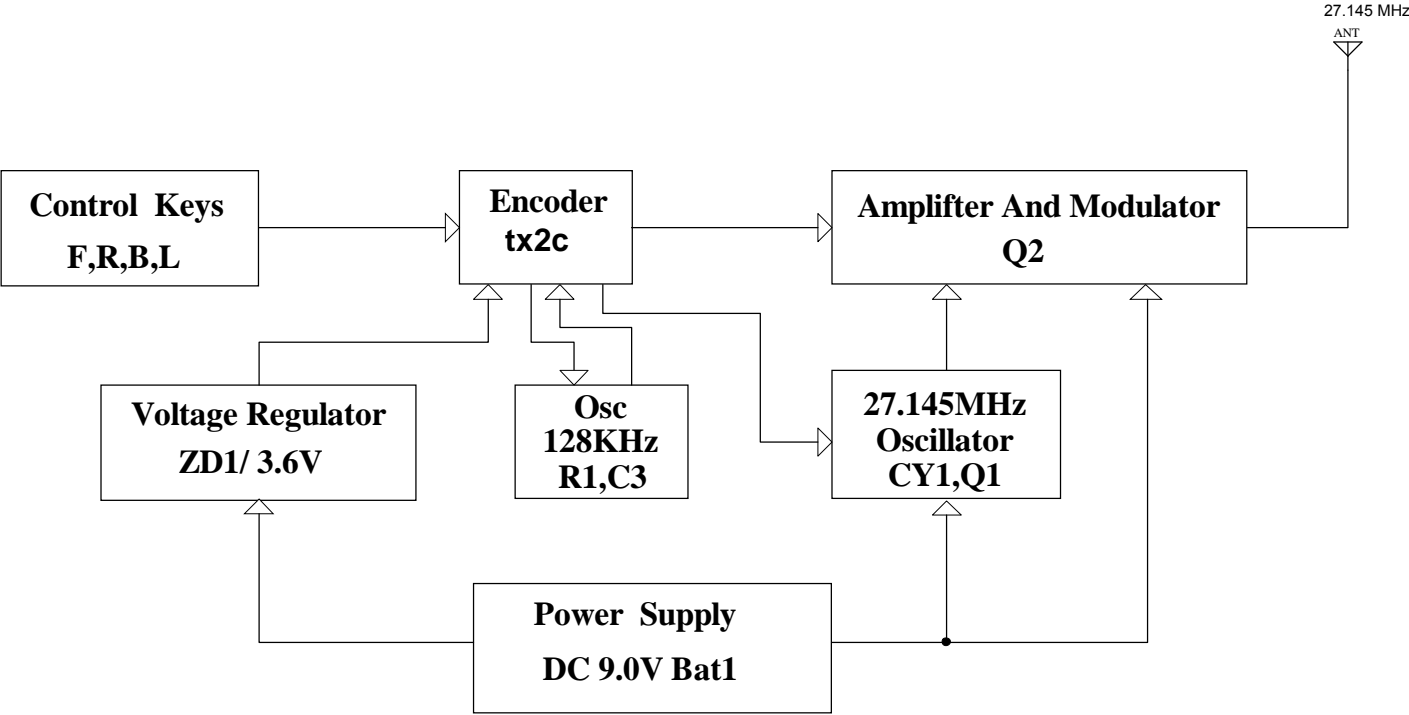 27.145 MHz
ANT
Control Keys
F,R,B,L
Encoder
tx2c
Amplifter And Modulator
Q2
Voltage Regulator
ZD1/ 3.6V
Osc
128KHz
R1,C3
27.145MHz
Oscillator
CY1,Q1
Power Supply
DC 9.0V Bat1